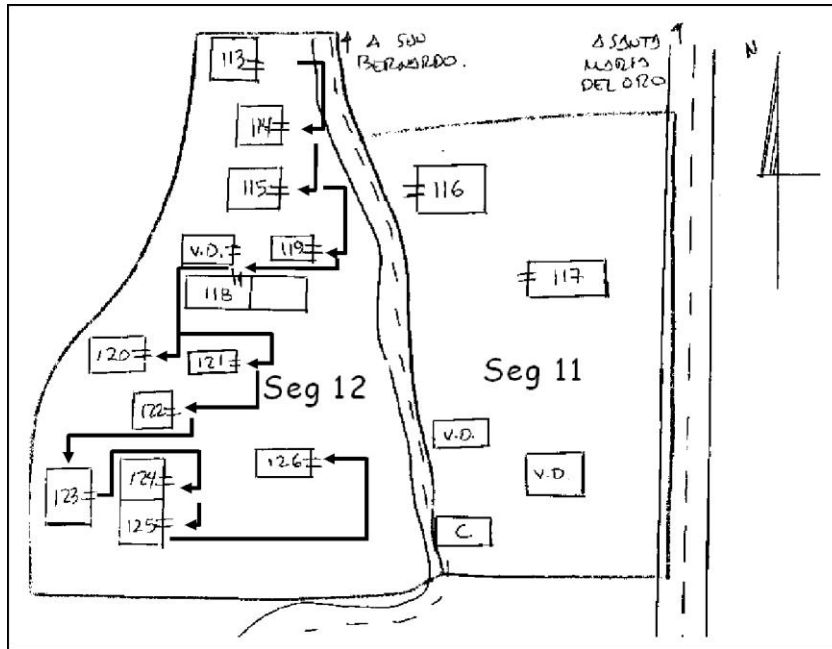 A SAN
BERNARDO.
A SANTA
MARIA
DEL ORO
N
113
114
115
116
V.D.
119
117
118
120
121
Seg 12
Seg 11
122
V.D.
126
V.D.
123
124
125
C.